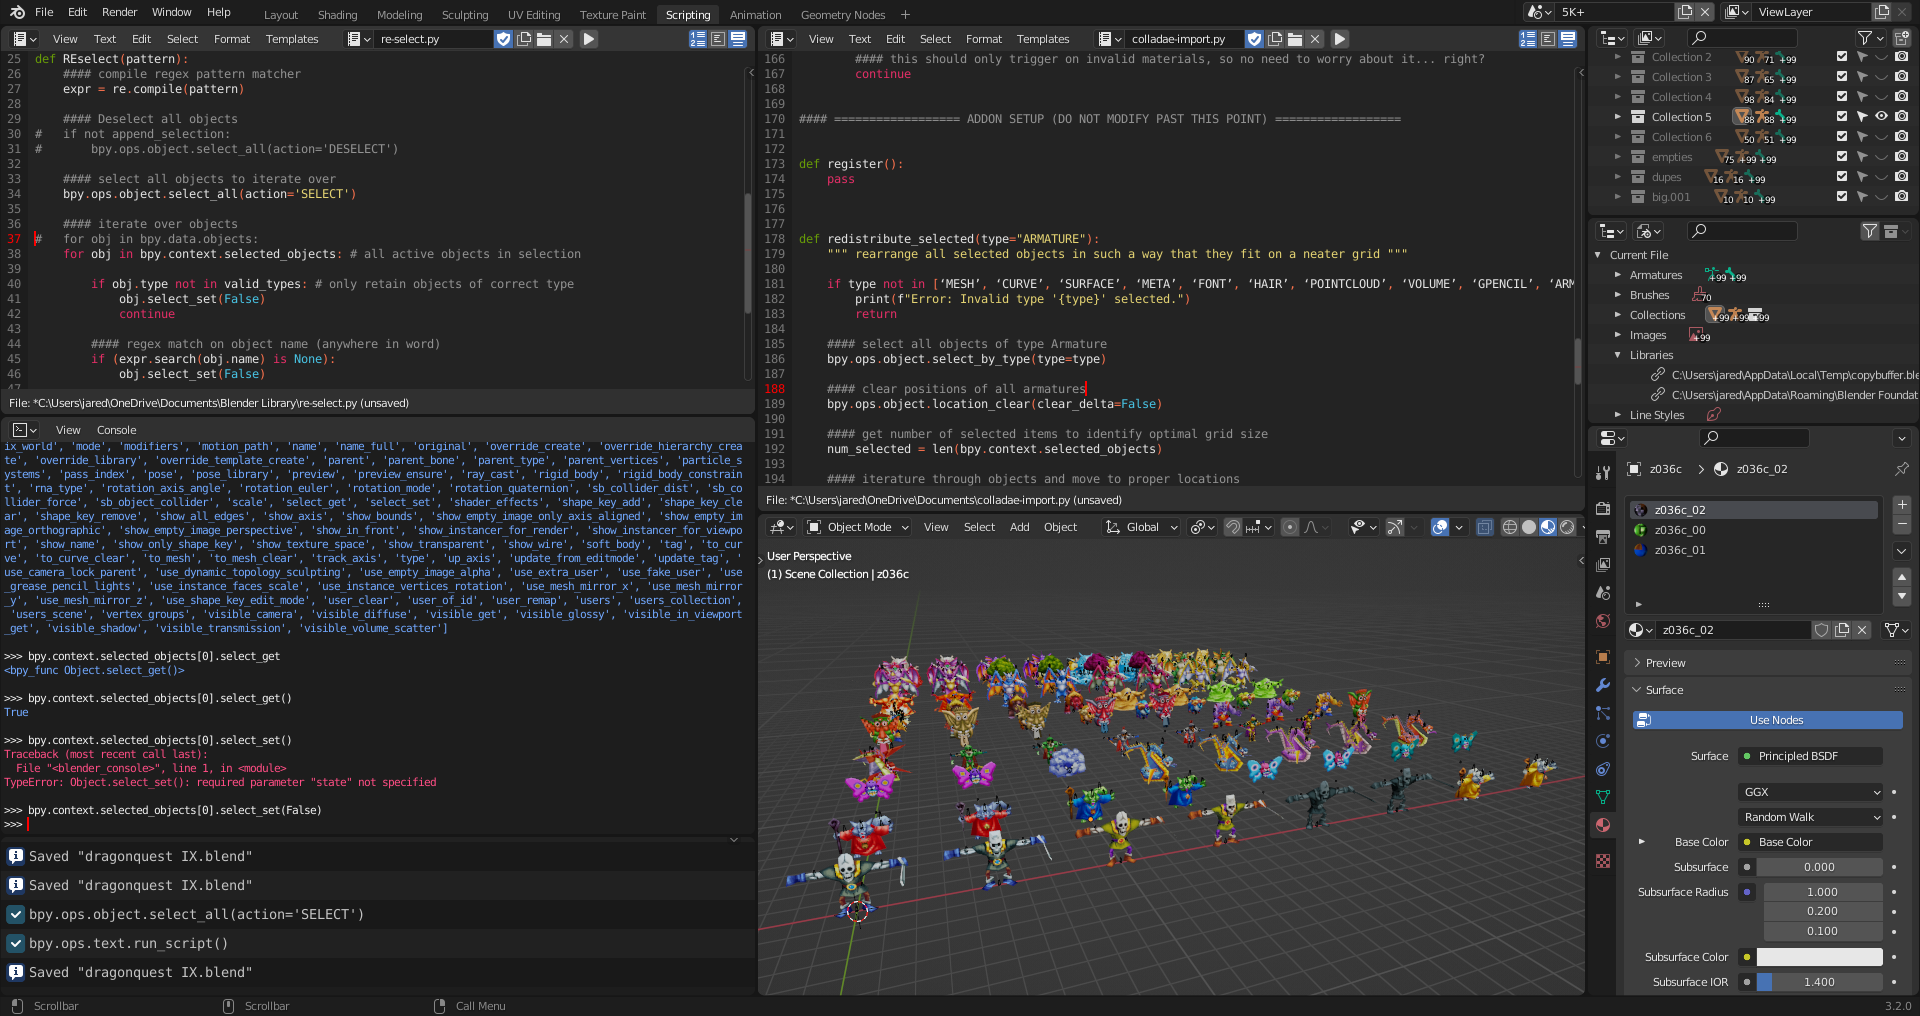 File Edit Render Window Help
Layout Shading Modeling Sculpting UV Editing Texture Paint Scripting Animation Geometry Nodes +
5K+
ViewLayer
View Text Edit Select Format Templates
re-select.py
25 def REselect(pattern):
26 #### compile regex pattern matcher
27 expr = re.compile(pattern)
28
29 #### Deselect all objects
30 # if not append_selection:
31 # bpy.ops.object.select_all(action='DESELECT')
32
33 #### select all objects to iterate over
34 bpy.ops.object.select_all(action='SELECT')
35
36 #### iterate over objects
37 # for obj in bpy.data.objects:
38 for obj in bpy.context.selected_objects: # all active objects in selection
39
40 if obj.type not in valid_types: # only retain objects of correct type
41 obj.select_set(False)
42 continue
43
44 #### regex match on object name (anywhere in word)
45 if (expr.search(obj.name) is None):
46 obj.select_set(False)
47
File: *C:\Users\jared\OneDrive\Documents\Blender Library\re-select.py (unsaved)
View Console
ix_world', 'mode', 'modifiers', 'motion_path', 'name', 'name_full', 'original', 'override_create', 'override_hierarchy_crea
te', 'override_library', 'override_template_create', 'parent', 'parent_bone', 'parent_type', 'parent_vertices', 'particle_s
ystems', 'pass_index', 'pose', 'pose_library', 'preview', 'preview_ensure', 'ray_cast', 'rigid_body', 'rigid_body_constrain
t', 'rna_type', 'rotation_axis_angle', 'rotation_euler', 'rotation_mode', 'rotation_quaternion', 'sb_collider_dist', 'sb_co
llider_force', 'sb_object_collider', 'scale', 'select_get', 'select_set', 'shader_effects', 'shape_key_add', 'shape_key_cle
ar', 'shape_key_remove', 'show_all_edges', 'show_axis', 'show_bounds', 'show_empty_image_only_axis_aligned', 'show_empty_im
age_orthographic', 'show_empty_image_perspective', 'show_in_front', 'show_instancer_for_render', 'show_instancer_for_viewpo
rt', 'show_name', 'show_only_shape_key', 'show_texture_space', 'show_transparent', 'show_wire', 'soft_body', 'tag', 'to_cur
ve', 'to_curve_clear', 'to_mesh', 'to_mesh_clear', 'track_axis', 'type', 'up_axis', 'update_from_editmode', 'update_tag', '
use_camera_lock_parent', 'use_dynamic_topology_sculpting', 'use_empty_image_alpha', 'use_extra_user', 'use_fake_user', 'use
_grease_pencil_lights', 'use_instance_faces_scale', 'use_instance_vertices_rotation', 'use_mesh_mirror_x', 'use_mesh_mirror
_y', 'use_mesh_mirror_z', 'use_shape_key_edit_mode', 'user_clear', 'user_of_id', 'user_remap', 'users', 'users_collection',
'users_scene', 'vertex_groups', 'visible_camera', 'visible_diffuse', 'visible_get', 'visible_glossy', 'visible_in_viewport
_get', 'visible_shadow', 'visible_transmission', 'visible_volume_scatter']
>>> bpy.context.selected_objects[0].select_get
<bpy_func Object.select_get()>
>>> bpy.context.selected_objects[0].select_get()
True
>>> bpy.context.selected_objects[0].select_set()
Traceback (most recent call last):
File "<blender_console>", line 1, in <module>
TypeError: Object.select_set(): required parameter "state" not specified
>>> bpy.context.selected_objects[0].select_set(False)
>>>
Saved "dragonquest IX.blend"
Saved "dragonquest IX.blend"
bpy.ops.object.select_all(action='SELECT')
bpy.ops.text.run_script()
Saved "dragonquest IX.blend"
View Text Edit Select Format Templates
colladae-import.py
166 #### this should only trigger on invalid materials, so no need to worry about it... right?
167 continue
168
169
170 #### ================== ADDON SETUP (DO NOT MODIFY PAST THIS POINT) ==================
171
172
173 def register():
174 pass
175
176
177
178 def redistribute_selected(type="ARMATURE"):
179 """ rearrange all selected objects in such a way that they fit on a neater grid """
180
181 if type not in [‘MESH’, ‘CURVE’, ‘SURFACE’, ‘META’, ‘FONT’, ‘HAIR’, ‘POINTCLOUD’, ‘VOLUME’, ‘GPENCIL’, ‘ARM
182 print(f"Error: Invalid type '{type}' selected.")
183 return
184
185 #### select all objects of type Armature
186 bpy.ops.object.select_by_type(type=type)
187
188 #### clear positions of all armatures
189 bpy.ops.object.location_clear(clear_delta=False)
190
191 #### get number of selected items to identify optimal grid size
192 num_selected = len(bpy.context.selected_objects)
193
194 #### iterature through objects and move to proper locations
File: *C:\Users\jared\OneDrive\Documents\colladae-import.py (unsaved)
Object Mode View Select Add Object Global
User Perspective
(1) Scene Collection | z036c
Collection 2 90 71 +99
Collection 3 87 65 +99
Collection 4 98 84 +99
Collection 5 88 88 +99
Collection 6 50 51 +99
empties 75 +99 +99
dupes 16 16 +99
big.001 10 10 +99
Current File
Armatures +99 +99
Brushes 70
Collections +99 +99 +99
Images +99
Libraries
C:\Users\jared\AppData\Local\Temp\copybuffer.ble
C:\Users\jared\AppData\Roaming\Blender Foundat
Line Styles
z036c > z036c_02
z036c_02
z036c_00
z036c_01
z036c_02
Preview
Surface
Use Nodes
Surface Principled BSDF
GGX
Random Walk
Base Color Base Color
Subsurface 0.000
Subsurface Radius 1.000
0.200
0.100
Subsurface Color
Subsurface IOR 1.400
Scrollbar Scrollbar Call Menu 3.2.0